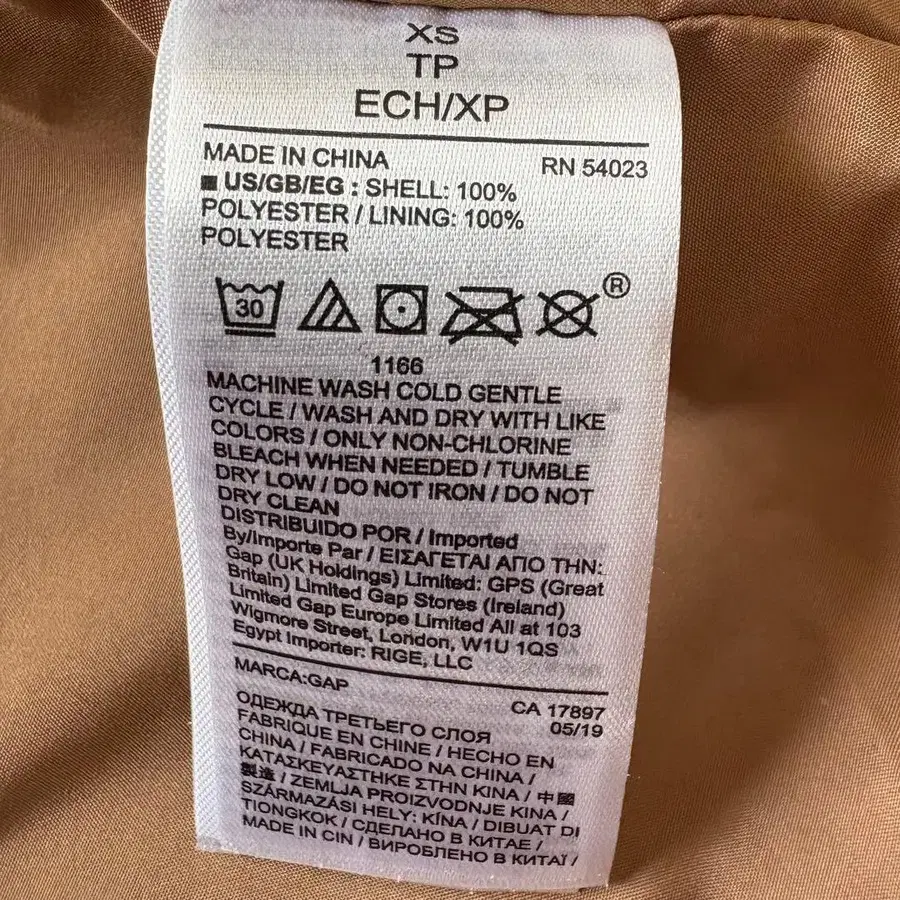 XS
TP
ECH/XP
MADE IN CHINA RN 54023
US/GB/EG : SHELL: 100%
POLYESTER / LINING: 100%
POLYESTER
30
®
1166
MACHINE WASH COLD GENTLE
CYCLE / WASH AND DRY WITH LIKE
COLORS / ONLY NON-CHLORINE
BLEACH WHEN NEEDED / TUMBLE
DRY LOW / DO NOT IRON / DO NOT
DRY CLEAN
DISTRIBUIDO POR / Imported
By/Importe Par / ΕΙΣΑΓΕΤΑΙ ΑΠΟ ΤΗΝ:
Gap (UK Holdings) Limited: GPS (Great
Britain) Limited Gap Stores (Ireland)
Limited Gap Europe Limited All at 103
Wigmore Street, London, W1U 1QS
Egypt Importer: RIGE, LLC
MARCA:GAP
CA 17897
05/19
ОДЕЖДА ТРЕТЬЕГО СЛОЯ
FABRIQUE EN CHINE / HECHO EN
CHINA / FABRICADO NA CHINA /
ΚΑΤΑΣΚΕΥΑΣΤΗΚΕ ΣΤΗΝ ΚΙΝΑ / 中國
製造 / ZEMLJA PROIZVODNJE KINA /
SZÁRMAZÁSI HELY: KÍNA / DIBUAT DI
TIONGKOK / СДЕЛАНО В КИТАЕ /
MADE IN CIN / ВИРОБЛЕНО В КИТАЇ /